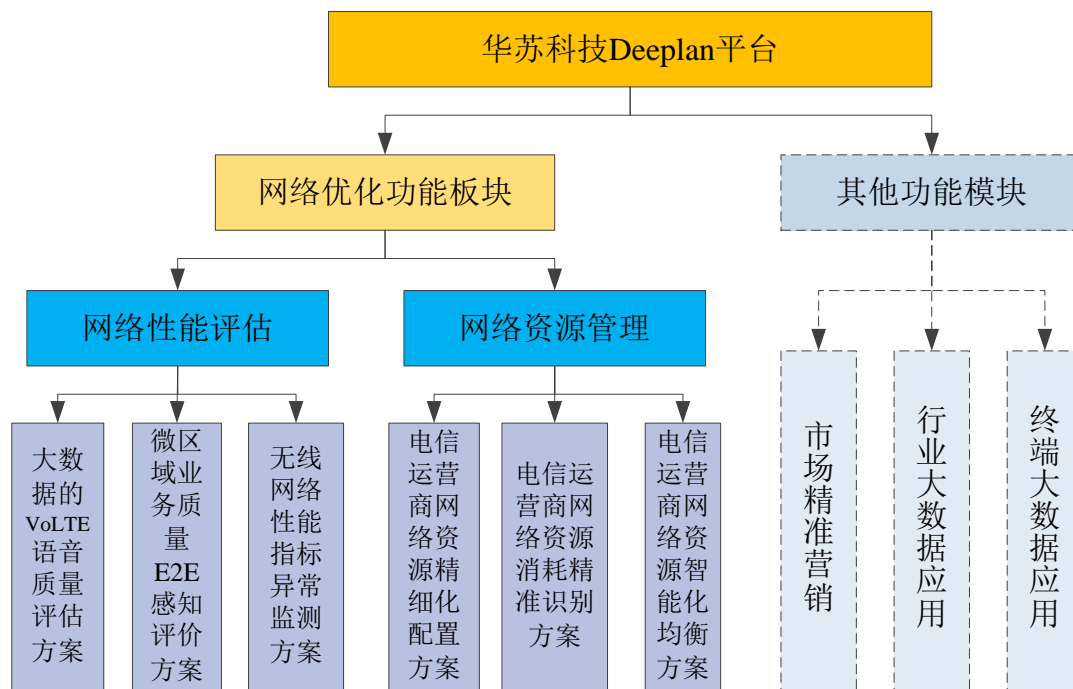 华苏科技Deeplan平台
网络优化功能板块
其他功能模块
网络性能评估
网络资源管理
大数
据的
VoLTE
语音
质量
评估
方案
微区
域业
务质
量
E2E
感知
评价
方案
无线
网络
性能
指标
异常
监测
方案
电信
运营
商网
络资
源精
细化
配置
方案
电信运
营商网
络资源
消耗精
准识别
方案
电信
运营
商网
络资
源智
能化
均衡
方案
市场精准营销
行业大数据应用
终端大数据应用